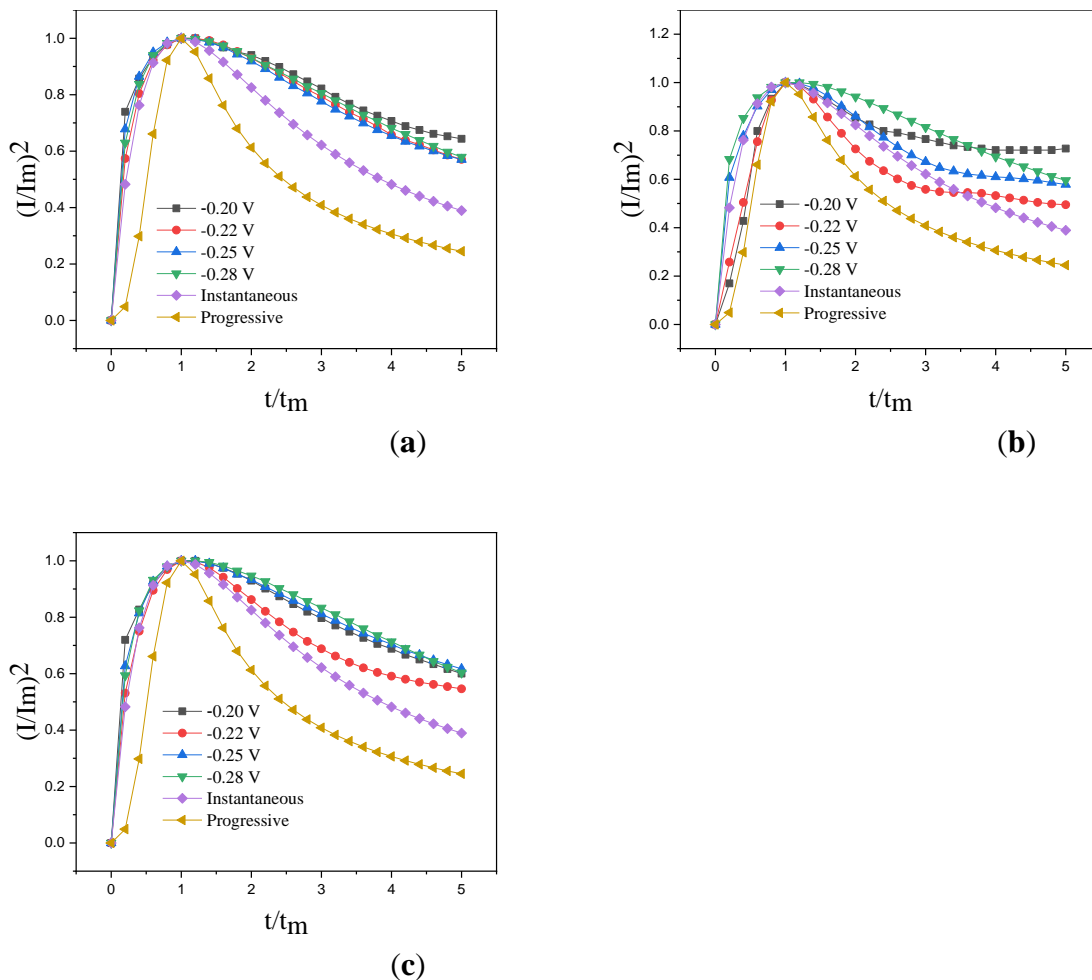 (I/Im)2
1.0
0.8
0.6
0.4
0.2
0.0
-0.20 V
-0.22 V
-0.25 V
-0.28 V
Instantaneous
Progressive
0 1 2 3 4 5
t/tm
(a)
(I/Im)2
1.2
1.0
0.8
0.6
0.4
0.2
0.0
-0.20 V
-0.22 V
-0.25 V
-0.28 V
Instantaneous
Progressive
0 1 2 3 4 5
t/tm
(b)
(I/Im)2
1.0
0.8
0.6
0.4
0.2
0.0
-0.20 V
-0.22 V
-0.25 V
-0.28 V
Instantaneous
Progressive
0 1 2 3 4 5
t/tm
(c)